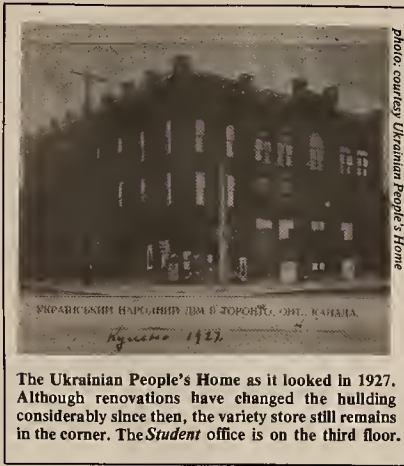 photo: courtesy Ukrainian People's Home
УКРАЇНСЬКИЙ НАРОДНИЙ ДІМ В ТОРОНТО, ОНТ., КАНАДА.
Куплено 1927
The Ukrainian People's Home as it looked in 1927.
Although renovations have changed the building
considerably since then, the variety store still remains
in the corner. The Student office is on the third floor.